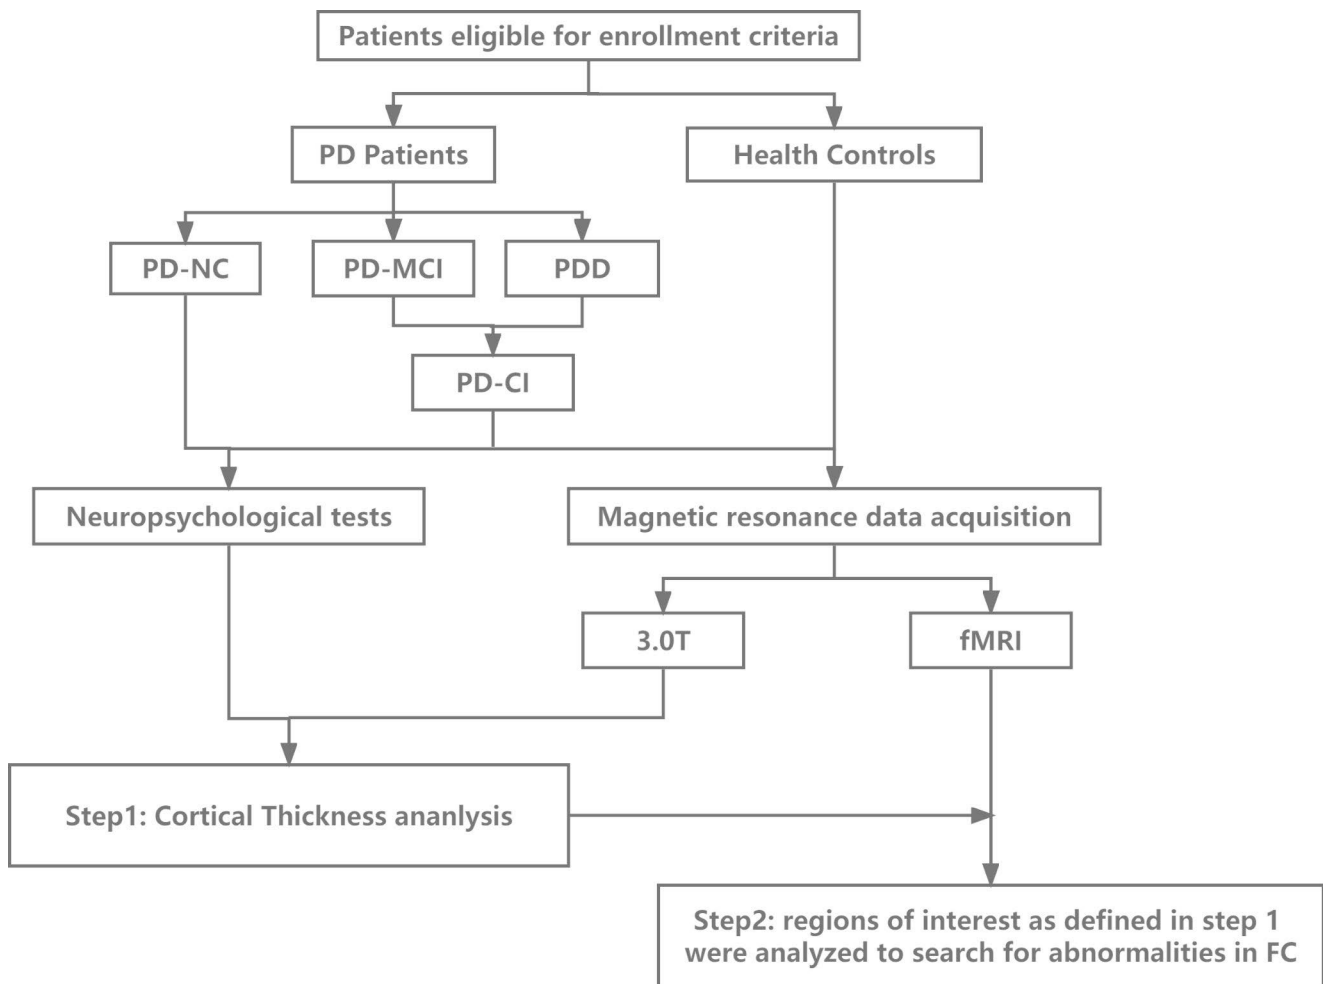 Patients eligible for enrollment criteria
PD Patients
Health Controls
PD-NC
PD-MCI
PDD
PD-CI
Neuropsychological tests
Magnetic resonance data acquisition
3.0T
fMRI
Step1: Cortical Thickness ananlysis
Step2: regions of interest as defined in step 1
were analyzed to search for abnormalities in FC